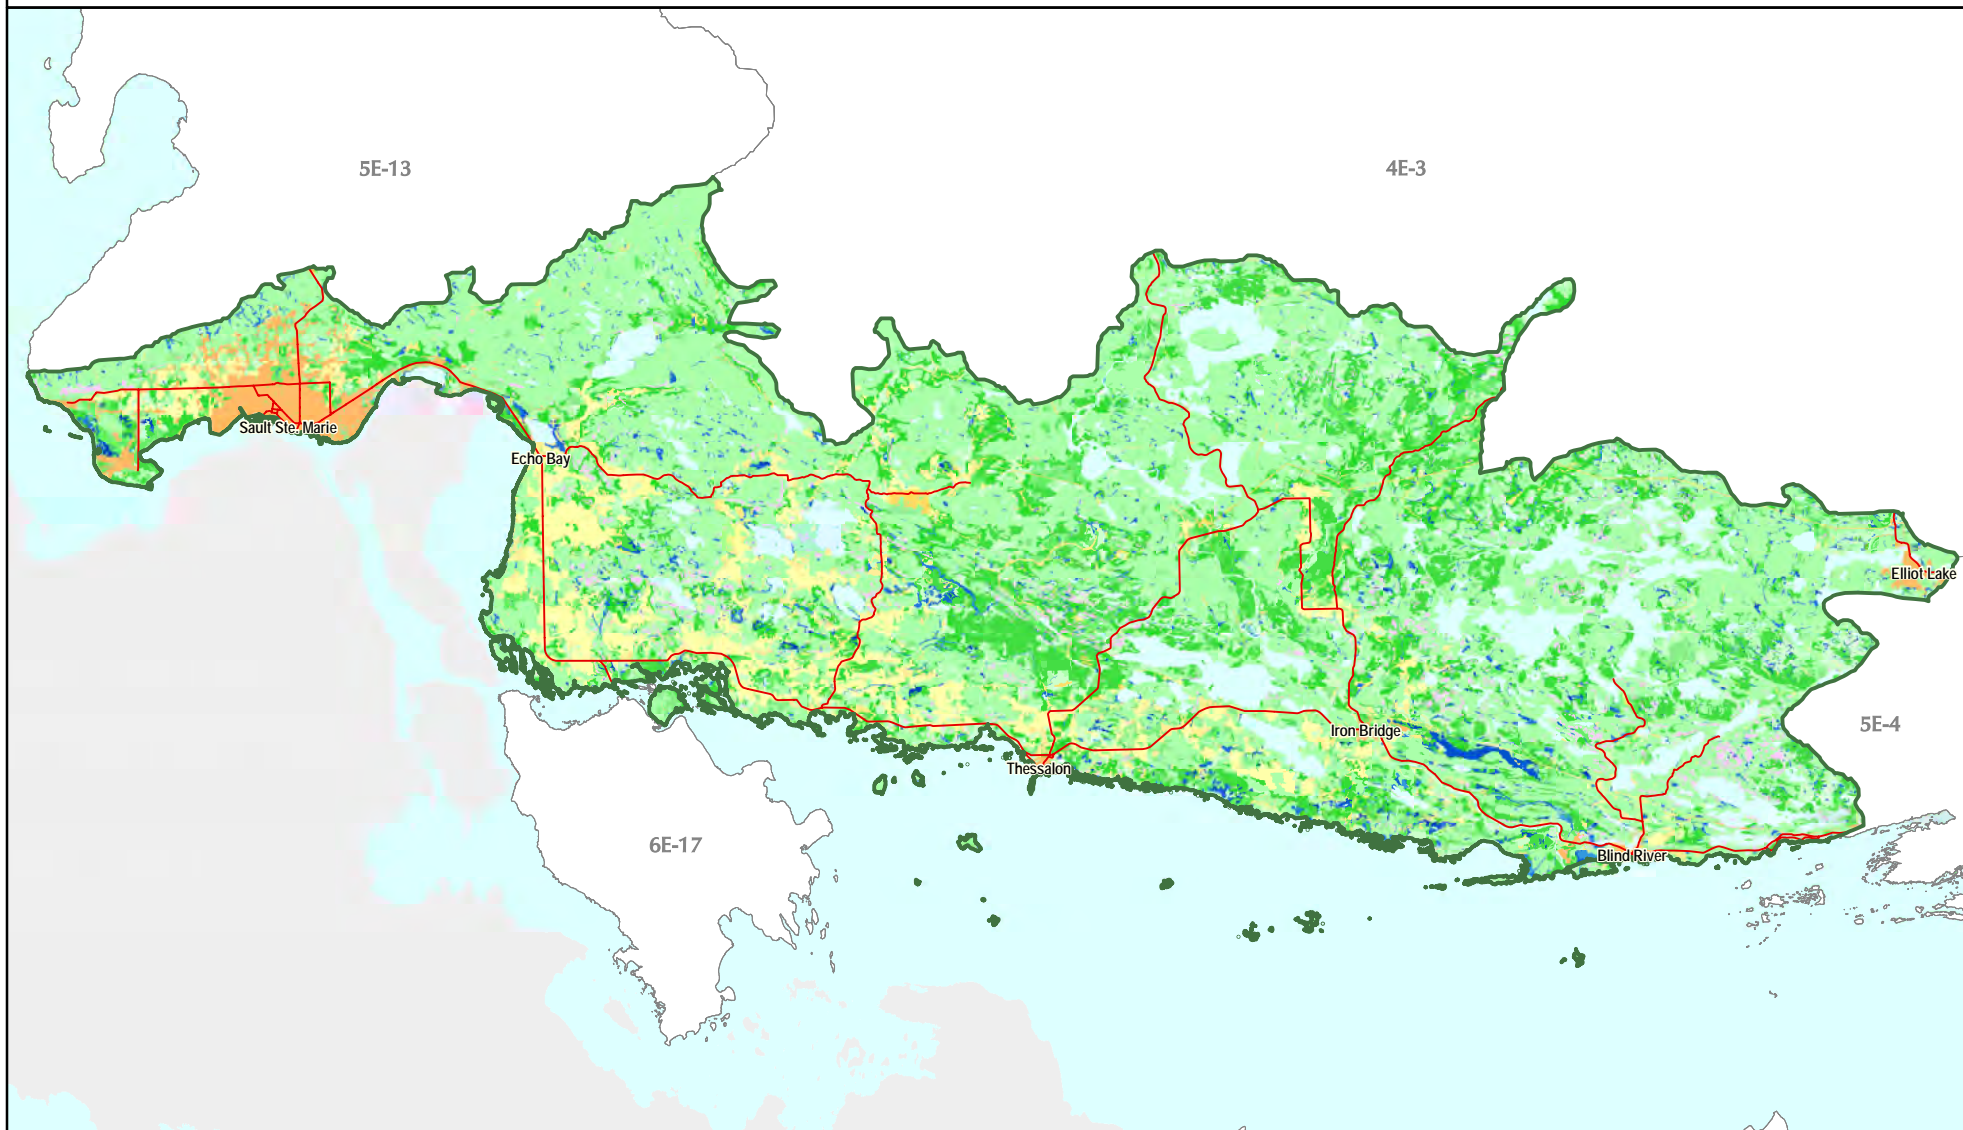 5E-13
4E-3
Sault Ste. Marie
Echo Bay
Elliot Lake
5E-4
Iron Bridge
Thessalon
6E-17
Blind River